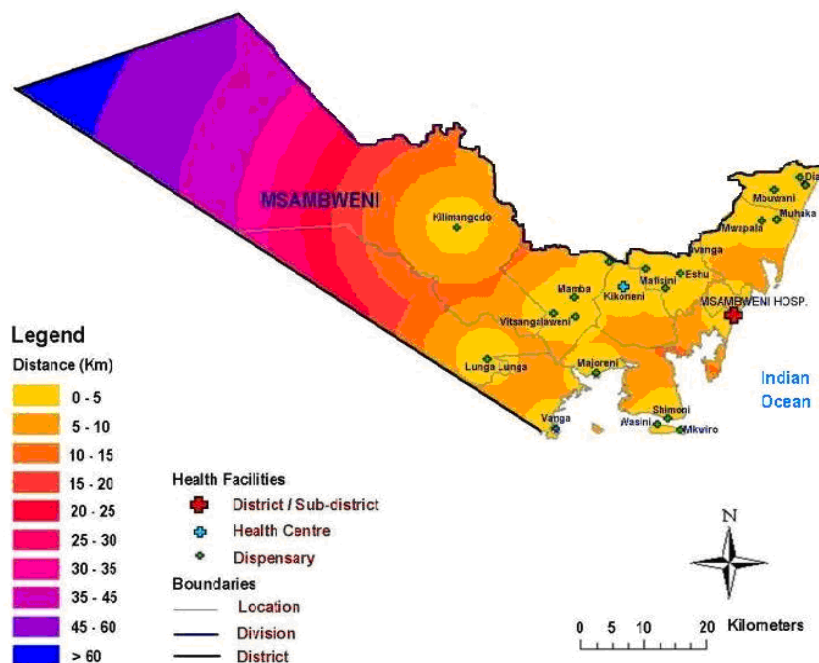 MSAMBWENI
Kilimangodo
Dia
Mbuwani
Muhaka
Mwapala
Mamba
Vitsangalaweni
Kikoneni
Mafisini
Eshu
MSAMBWENI HOSP.
Lunga Lunga
Majoreni
Vanga
Shimoni
Wasini
Mkwiro
Indian
Ocean
Legend
Distance (Km)
0 - 5
5 - 10
10 - 15
15 - 20
20 - 25
25 - 30
30 - 35
35 - 45
45 - 60
> 60
Health Facilities
District / Sub-district
Health Centre
Dispensary
Boundaries
Location
Division
District
N
0 5 10 20 Kilometers